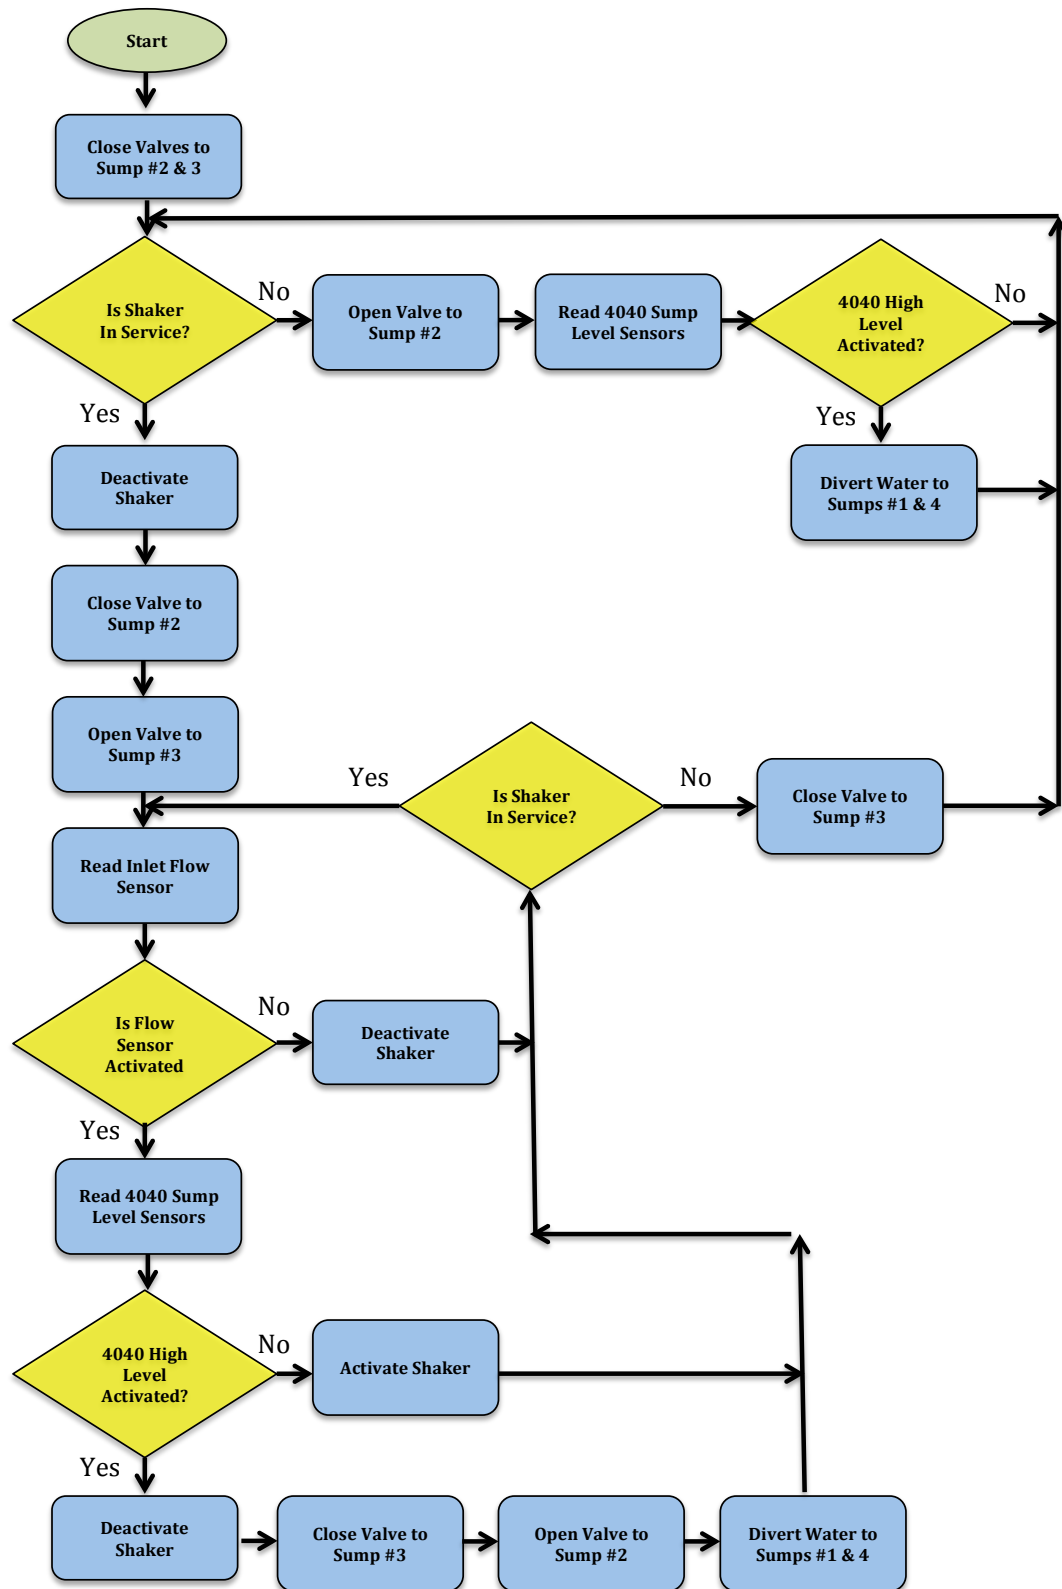 Start
Close Valves to
Sump #2 & 3
Is Shaker
In Service?
No
Open Valve to
Sump #2
Read 4040 Sump
Level Sensors
4040 High
Level
Activated?
No
Yes
Yes
Divert Water to
Sumps #1 & 4
Deactivate
Shaker
Close Valve to
Sump #2
Open Valve to
Sump #3
Yes
Is Shaker
In Service?
No
Close Valve to
Sump #3
Read Inlet Flow
Sensor
Is Flow
Sensor
Activated
No
Deactivate
Shaker
Yes
Read 4040 Sump
Level Sensors
4040 High
Level
Activated?
No
Activate Shaker
Yes
Deactivate
Shaker
Close Valve to
Sump #3
Open Valve to
Sump #2
Divert Water to
Sumps #1 & 4